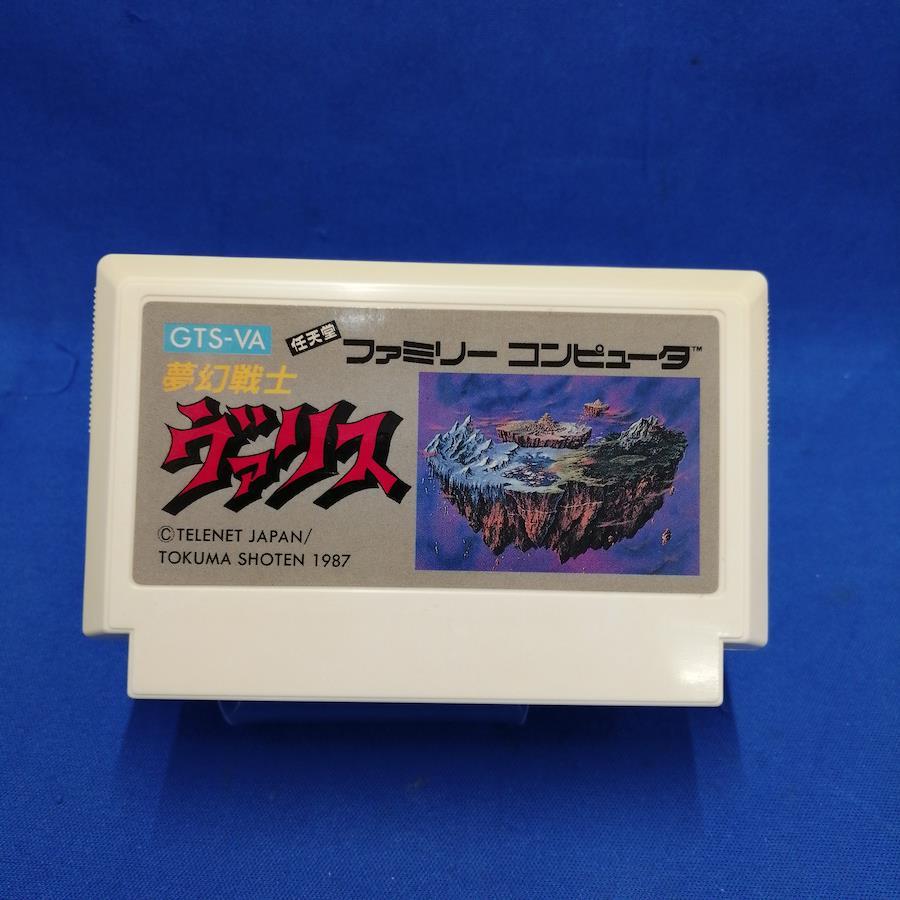 GTS-VA
任天堂
ファミリー コンピュータ™
夢幻戦士
ヴァリス
©TELENET JAPAN/
TOKUMA SHOTEN 1987